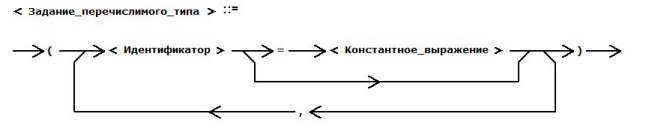 < Задание_перечислимого_типа > ::=
( < Идентификатор > = < Константное_выражение > )
,